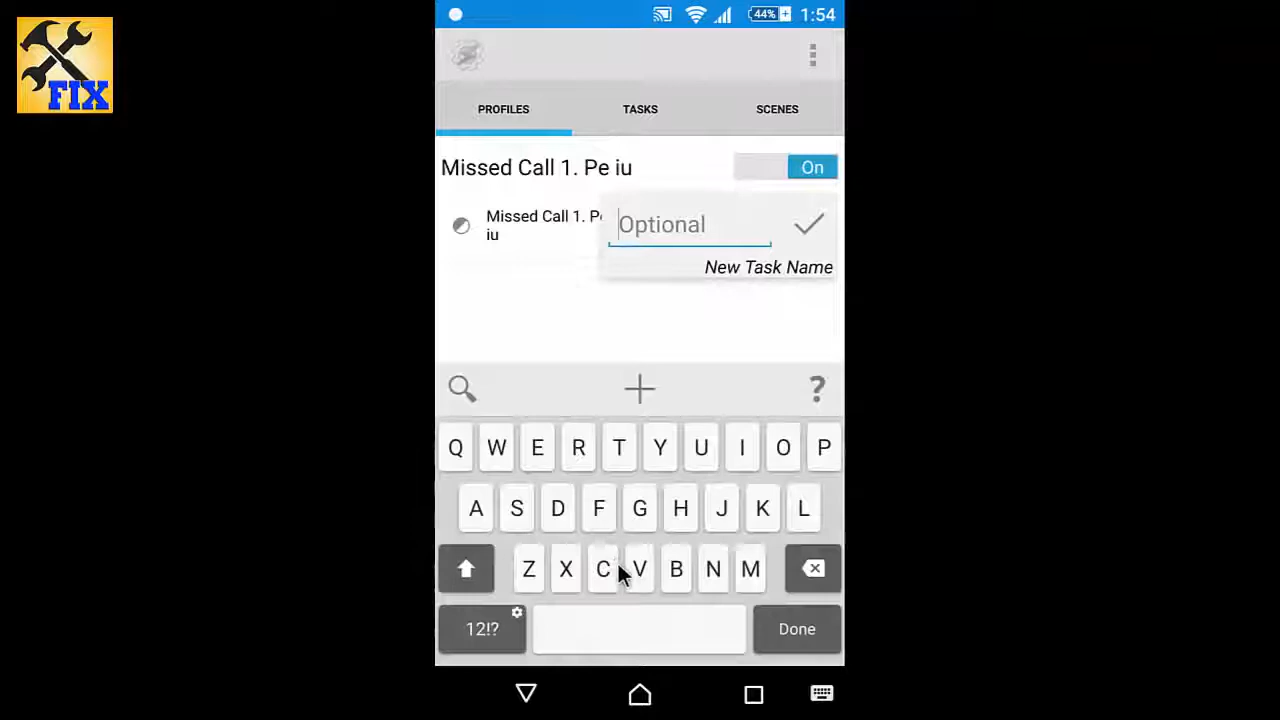 FIX
44% 1:54
PROFILES TASKS SCENES
Missed Call 1. Pe iu On
Missed Call 1. Pe
iu
Optional
New Task Name
?
Q W E R T Y U I O P
A S D F G H J K L
Z X C V B N M
12!? Done